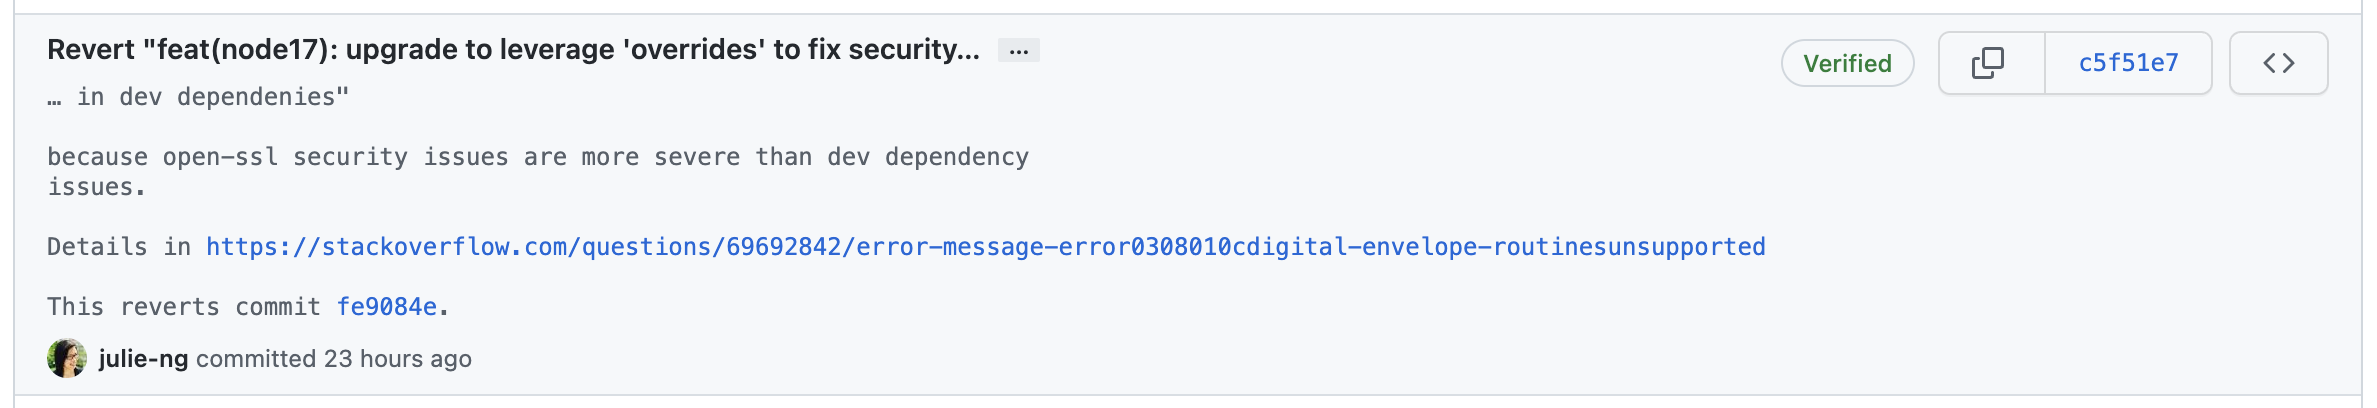 Revert "feat(node17): upgrade to leverage 'overrides' to fix security... …
Verified
c5f51e7
… in dev dependenies"
because open-ssl security issues are more severe than dev dependency
issues.
Details in https://stackoverflow.com/questions/69692842/error-message-error0308010cdigital-envelope-routinesunsupported
This reverts commit fe9084e.
julie-ng committed 23 hours ago